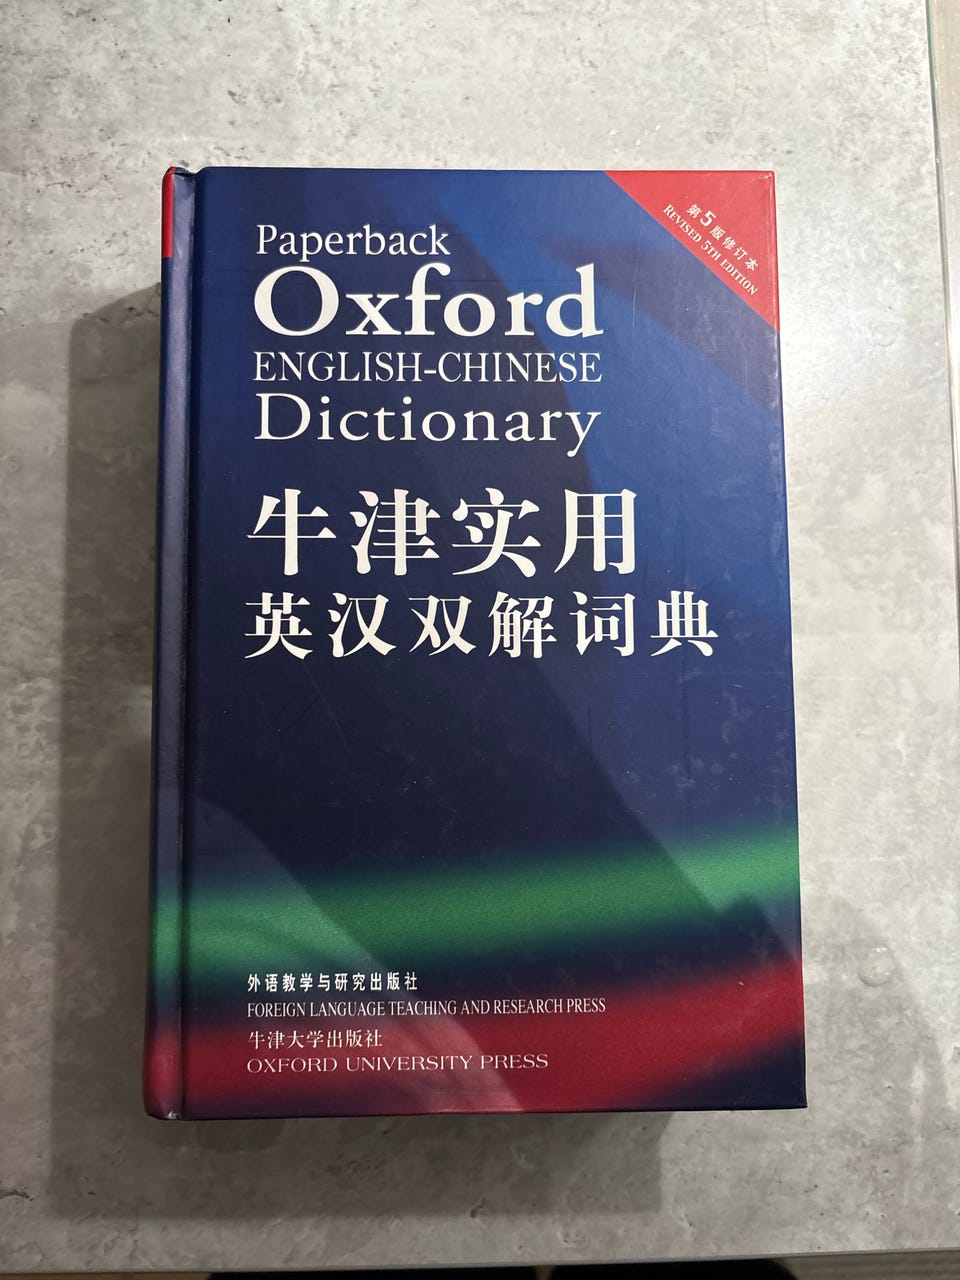 第5版修订本
REVISED 5TH EDITION
Paperback
Oxford
ENGLISH-CHINESE
Dictionary
牛津实用
英汉双解词典
外语教学与研究出版社
FOREIGN LANGUAGE TEACHING AND RESEARCH PRESS
牛津大学出版社
OXFORD UNIVERSITY PRESS